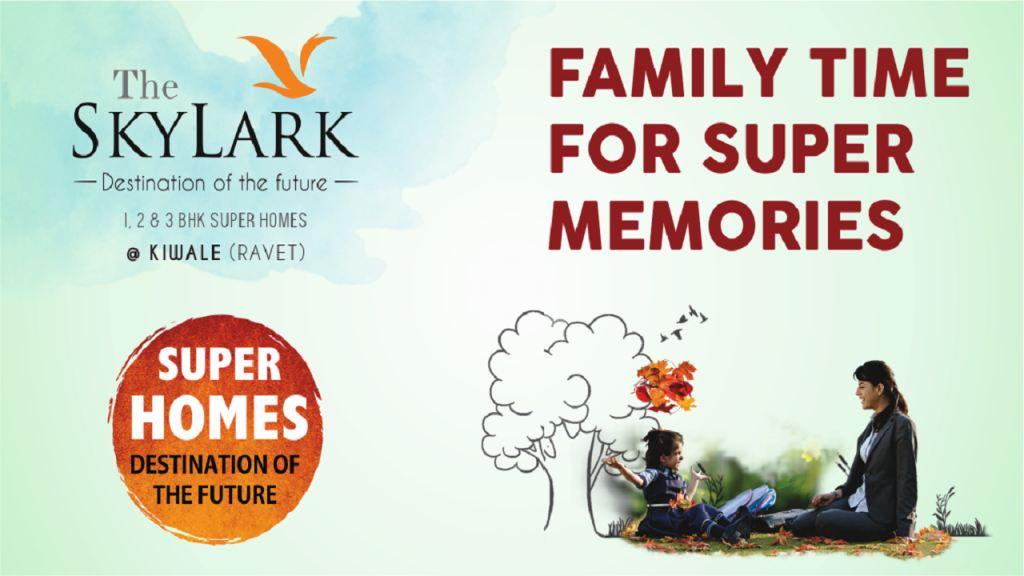 The
SKYLARK
Destination of the future
1, 2 & 3 BHK SUPER HOMES
@ KIWALE (RAVET)
FAMILY TIME
FOR SUPER
MEMORIES
SUPER
HOMES
DESTINATION OF
THE FUTURE